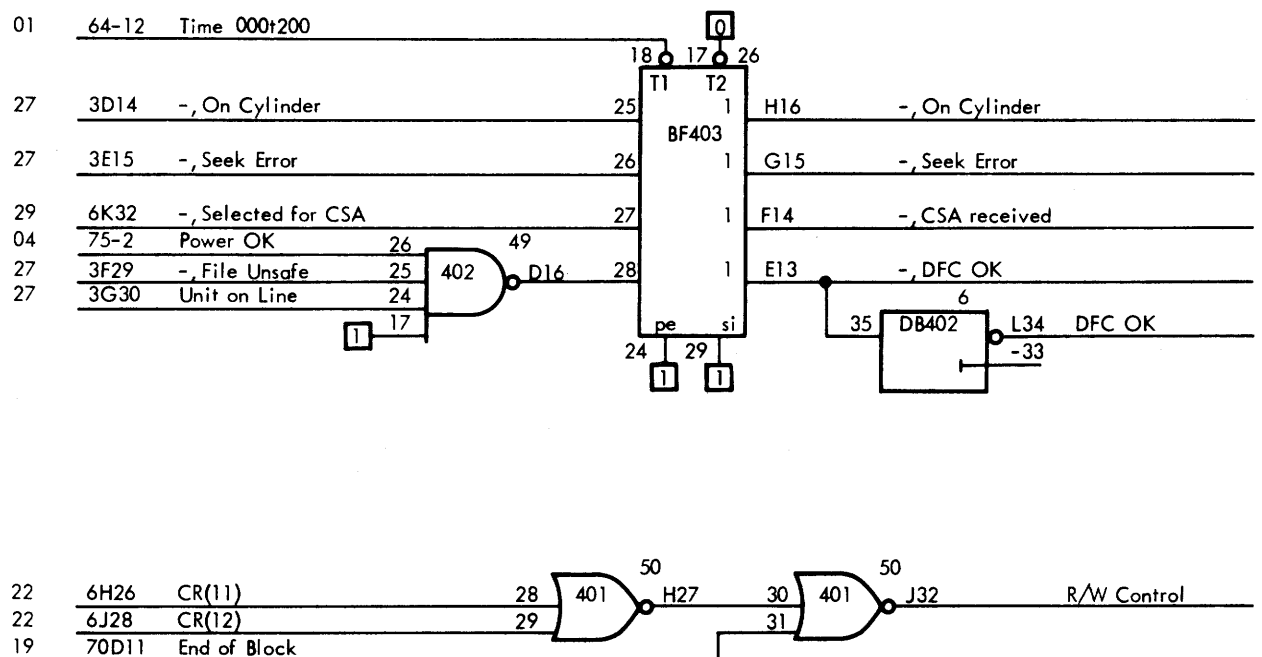 0
01 64-12 Time 000t200
18 17 26
T1 T2
27 3D14 -, On Cylinder 25 1 H16 -, On Cylinder
BF403
27 3E15 -, Seek Error 26 1 G15 -, Seek Error
29 6K32 -, Selected for CSA 27 1 F14 -, CSA received
04 75-2 Power OK 26 49
27 3F29 -, File Unsafe 25 402 D16 28 1 E13 -, DFC OK
27 3G30 Unit on Line 24 6
1 17 pe si 35 DB402 L34 DFC OK
24 29 -33
1 1
50 50
22 6H26 CR(11) 28 401 H27 30 401 J32 R/W Control
22 6J28 CR(12) 29 31
19 70D11 End of Block